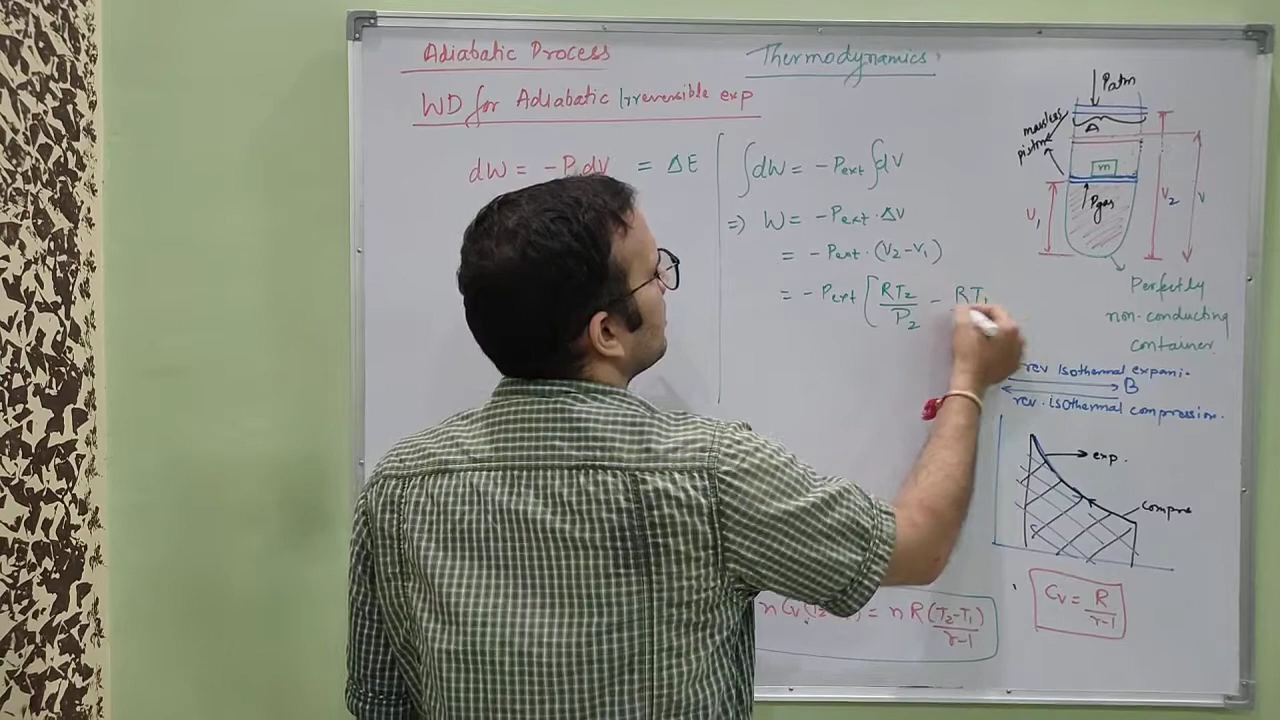 Adiabatic Process
Thermodynamics
WD for Adiabatic Irreversible exp
dW = -P dV = ΔE
∫dW = -Pext ∫dV
=> W = -Pext . ΔV
= -Pext . (V2-V1)
= -Pext [ RT2/P2 - RT1
Patm
A
massless
piston
m
Pgas
V1
V2
V
Perfectly
non-conducting
container
rev isothermal expani.
B
rev. isothermal compression.
exp.
compre
n Cv (T2 ) = n R (T2-T1)/r-1
Cv = R/r-1